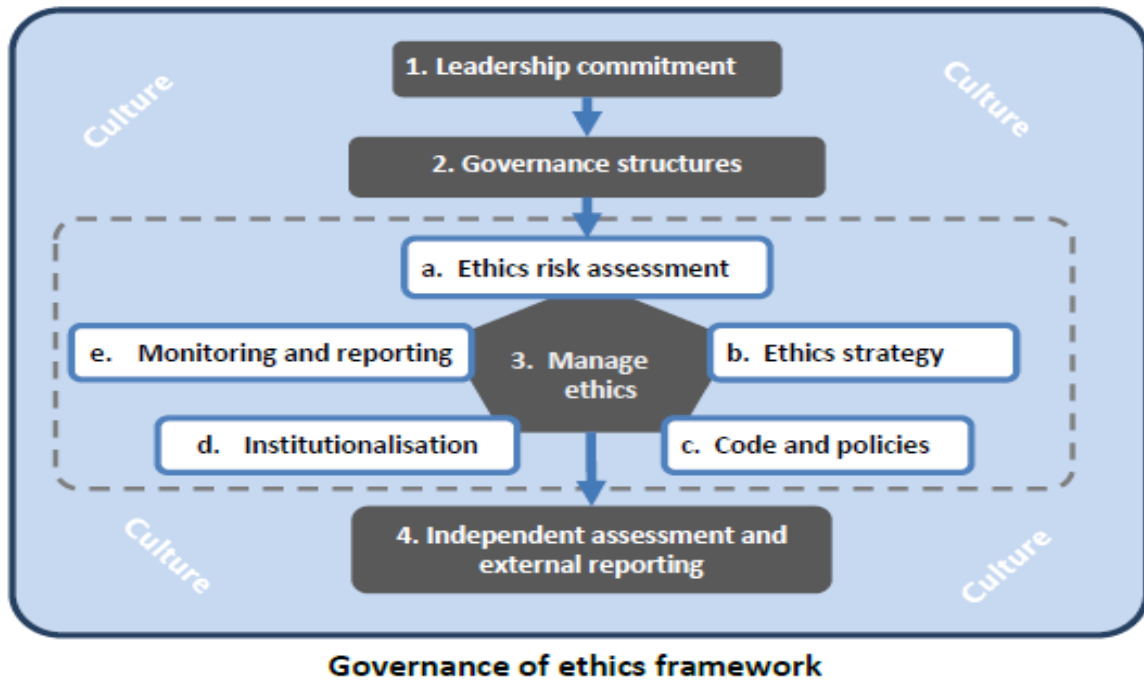 Culture
Culture
1. Leadership commitment
2. Governance structures
a. Ethics risk assessment
e. Monitoring and reporting
3. Manage
ethics
b. Ethics strategy
d. Institutionalisation
c. Code and policies
4. Independent assessment and
external reporting
Culture
Culture
Governance of ethics framework